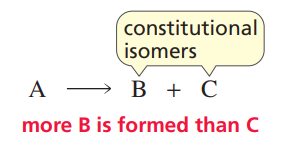 constitutional
isomers
A ⟶ B + C
more B is formed than C